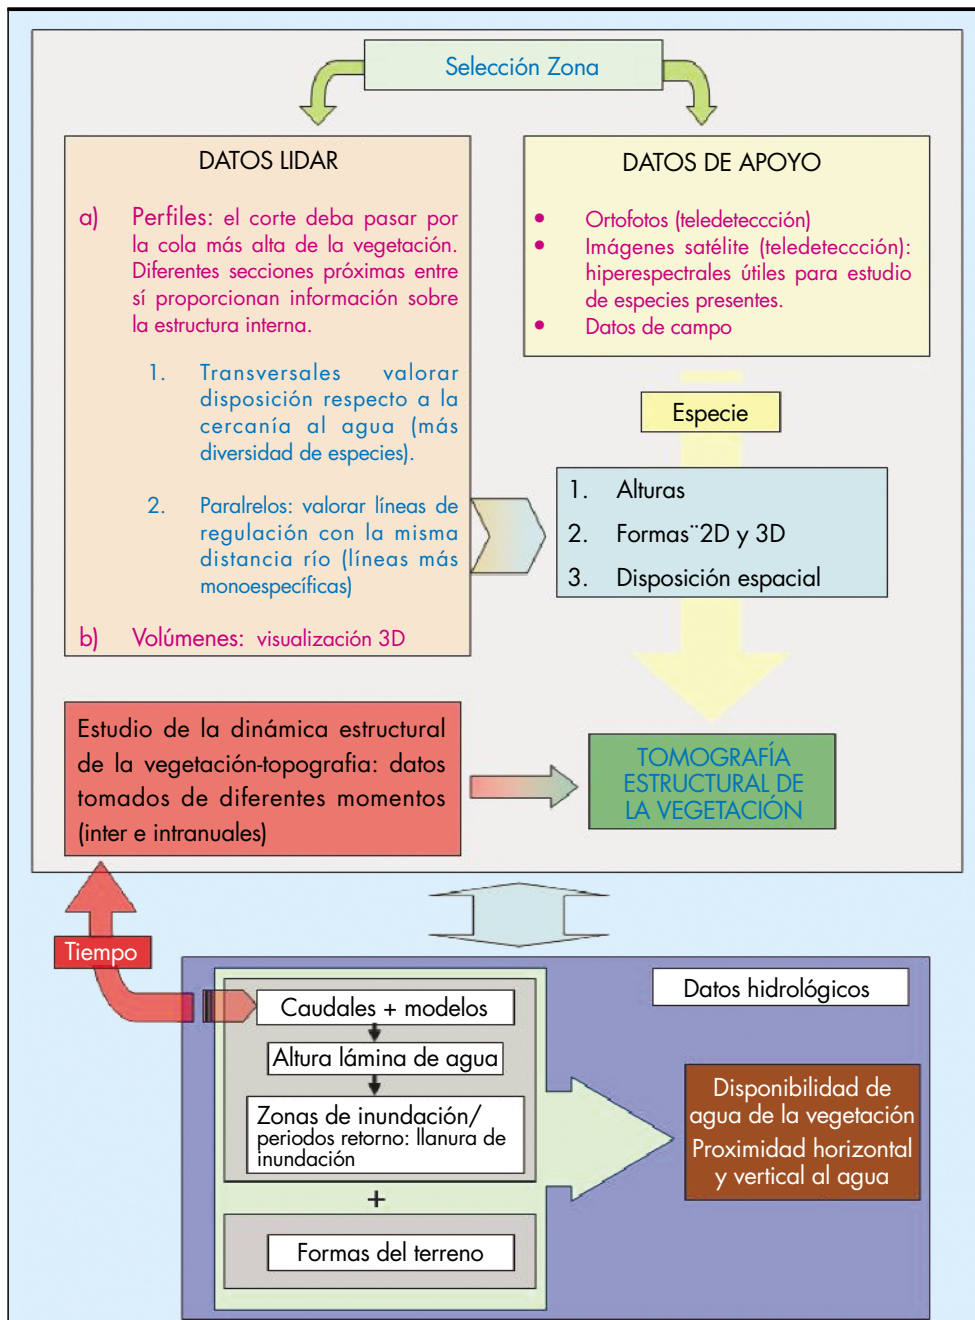 Selección Zona
DATOS LIDAR
a) Perfiles: el corte deba pasar por
la cola más alta de la vegetación.
Diferentes secciones próximas entre
sí proporcionan información sobre
la estructura interna.
1. Transversales valorar
disposición respecto a la
cercanía al agua (más
diversidad de especies).
2. Paralrelos: valorar líneas de
regulación con la misma
distancia río (líneas más
monoespecíficas)
b) Volúmenes: visualización 3D
DATOS DE APOYO
• Ortofotos (teledeteccción)
• Imágenes satélite (teledeteccción):
hiperespectrales útiles para estudio
de especies presentes.
• Datos de campo
Especie
1. Alturas
2. Formas¨2D y 3D
3. Disposición espacial
Estudio de la dinámica estructural
de la vegetación-topografia: datos
tomados de diferentes momentos
(inter e intranuales)
TOMOGRAFÍA
ESTRUCTURAL DE
LA VEGETACIÓN
Tiempo
Datos hidrológicos
Caudales + modelos
Altura lámina de agua
Zonas de inundación/
periodos retorno: llanura de
inundación
+
Formas del terreno
Disponibilidad de
agua de la vegetación
Proximidad horizontal
y vertical al agua